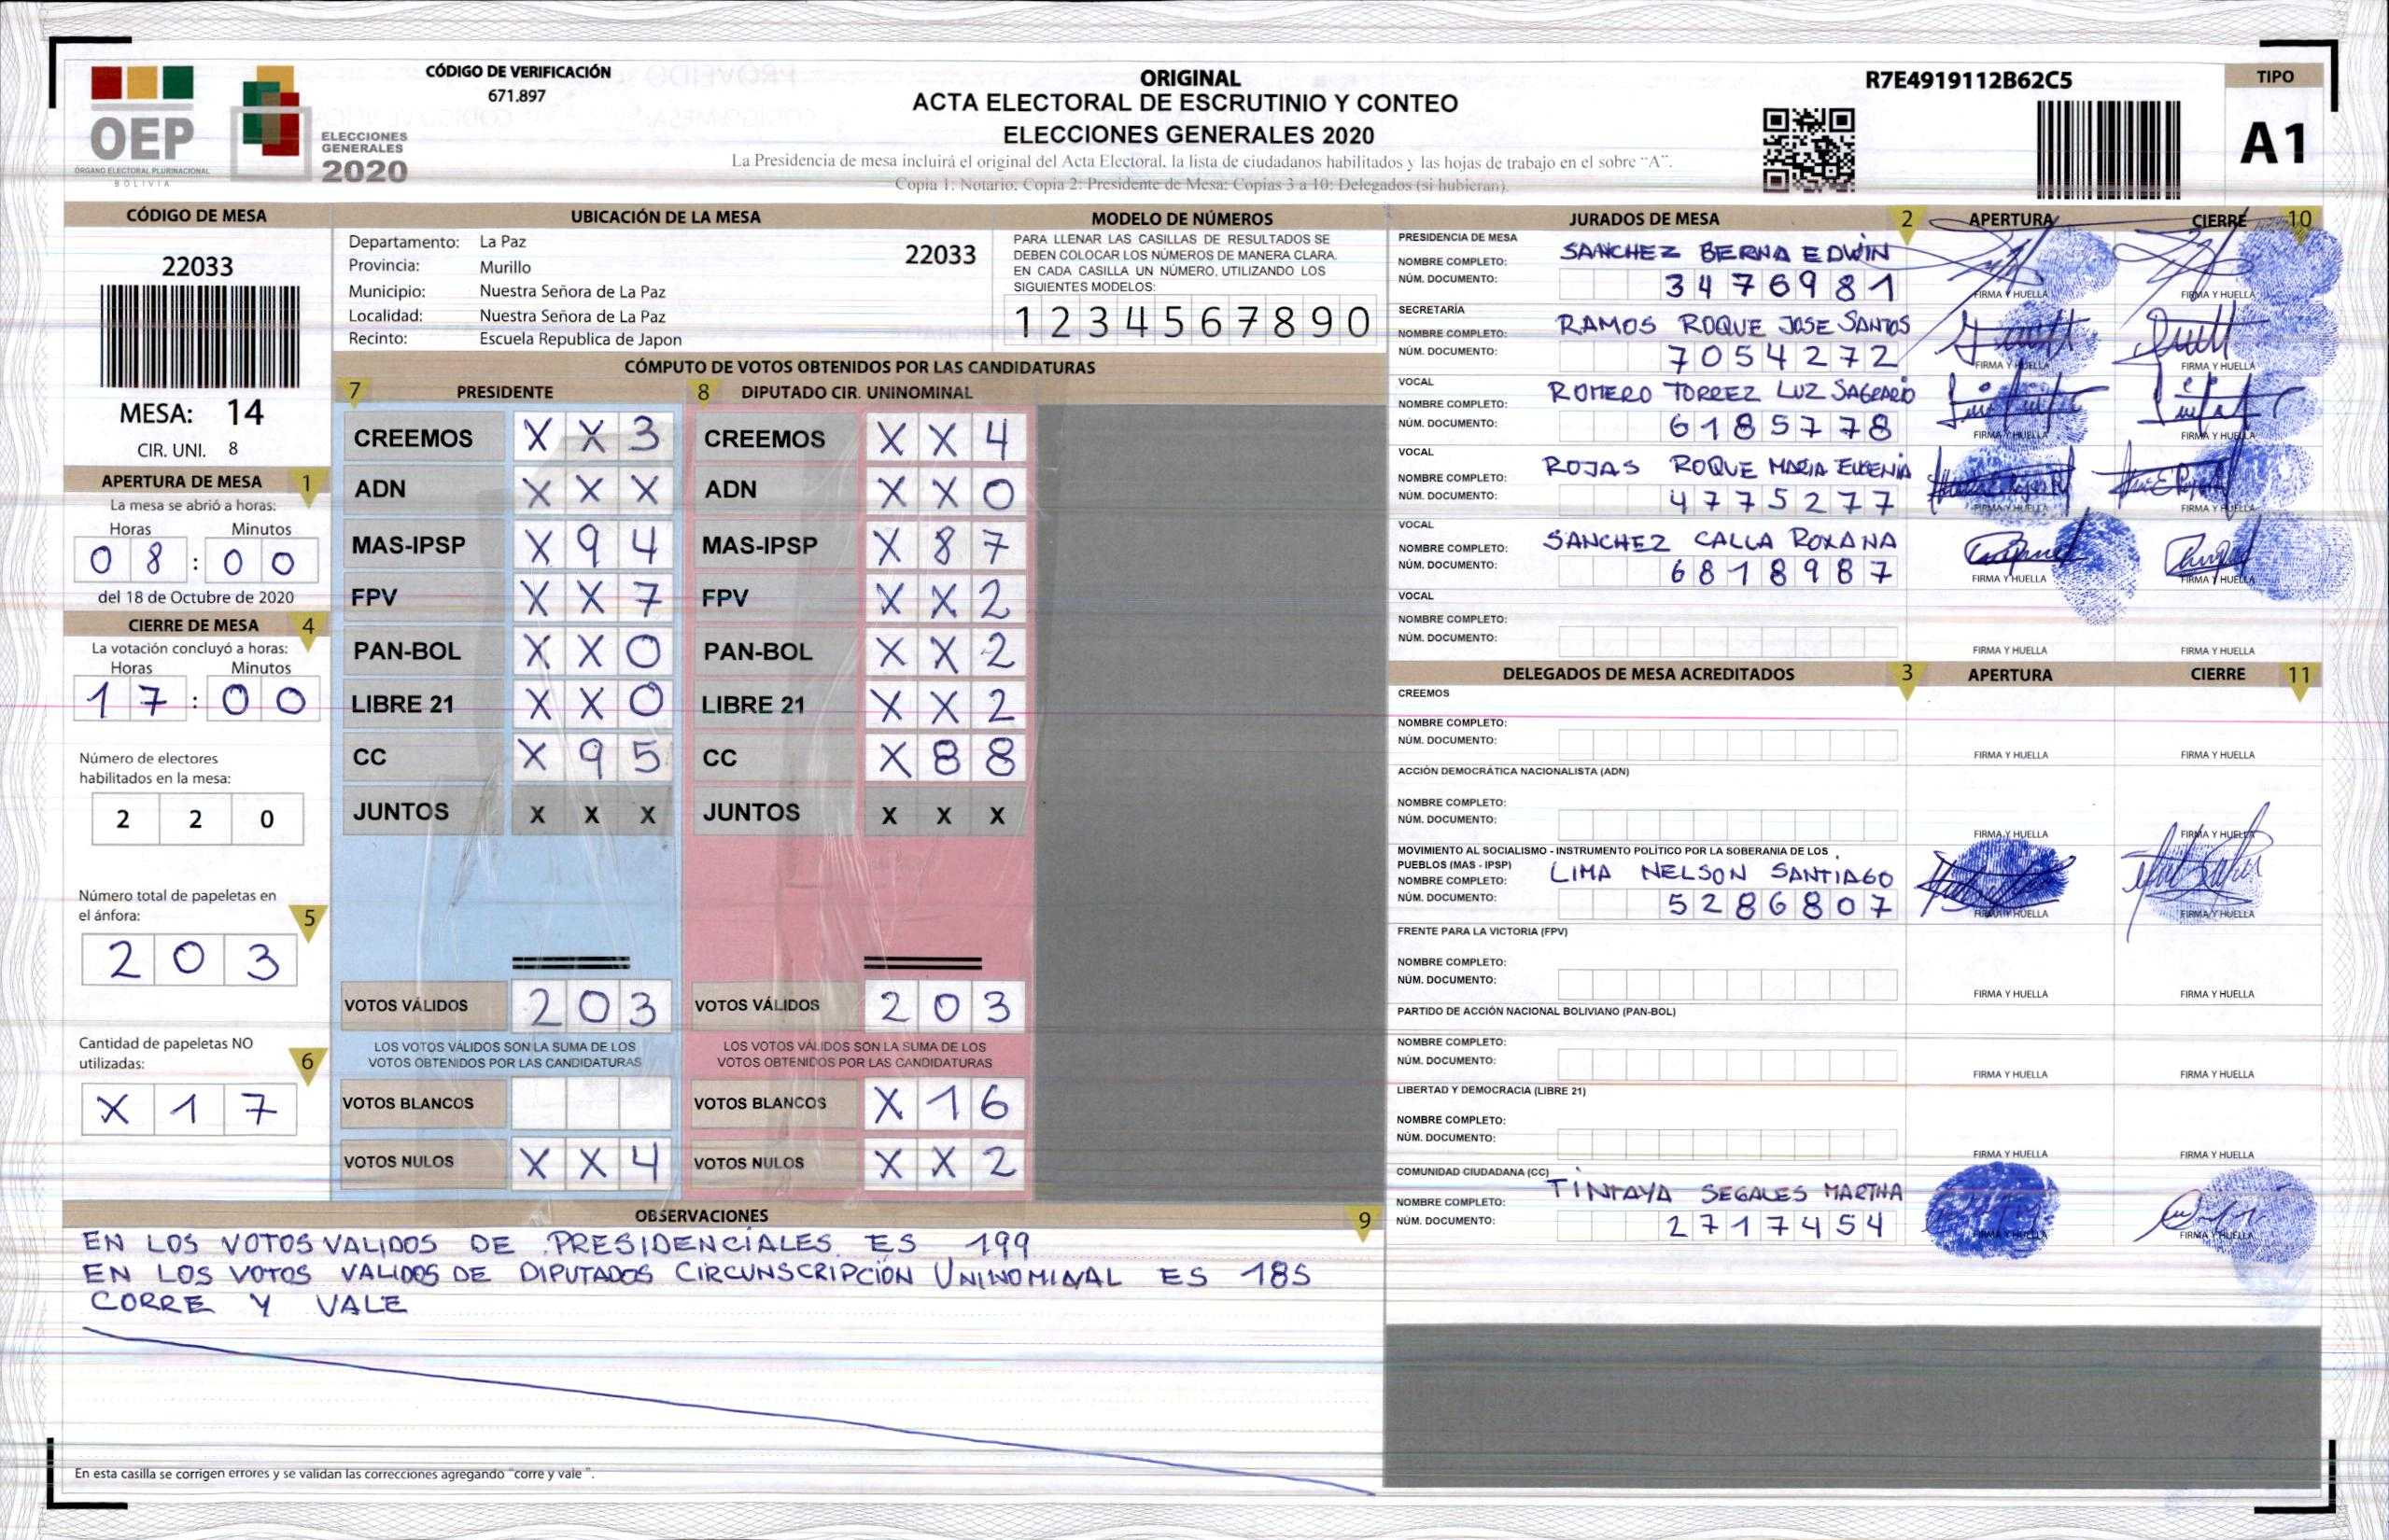 CÓDIGO DE VERIFICACIÓN
671.897
OEP
ÓRGANO ELECTORAL PLURINACIONAL
BOLIVIA
ELECCIONES
GENERALES
2020
ORIGINAL
ACTA ELECTORAL DE ESCRUTINIO Y CONTEO
ELECCIONES GENERALES 2020
La Presidencia de mesa incluirá el original del Acta Electoral, la lista de ciudadanos habilitados y las hojas de trabajo en el sobre "A".
Copia 1: Notario, Copia 2: Presidente de Mesa; Copias 3 a 10: Delegados (si hubieran).
R7E4919112B62C5
TIPO
A1
CÓDIGO DE MESA
22033
MESA: 14
CIR. UNI. 8
APERTURA DE MESA 1
La mesa se abrió a horas:
Horas Minutos
0 8 : 0 0
del 18 de Octubre de 2020
CIERRE DE MESA 4
La votación concluyó a horas:
Horas Minutos
1 7 : 0 0
Número de electores
habilitados en la mesa:
2 2 0
Número total de papeletas en
el ánfora: 5
2 0 3
Cantidad de papeletas NO
utilizadas: 6
X 1 7
UBICACIÓN DE LA MESA
Departamento: La Paz 22033
Provincia: Murillo
Municipio: Nuestra Señora de La Paz
Localidad: Nuestra Señora de La Paz
Recinto: Escuela Republica de Japon
MODELO DE NÚMEROS
PARA LLENAR LAS CASILLAS DE RESULTADOS SE
DEBEN COLOCAR LOS NÚMEROS DE MANERA CLARA.
EN CADA CASILLA UN NÚMERO, UTILIZANDO LOS
SIGUIENTES MODELOS:
1 2 3 4 5 6 7 8 9 0
CÓMPUTO DE VOTOS OBTENIDOS POR LAS CANDIDATURAS
7 PRESIDENTE 8 DIPUTADO CIR. UNINOMINAL
CREEMOS X X 3 CREEMOS X X 4
ADN X X X ADN X X 0
MAS-IPSP X 9 4 MAS-IPSP X 8 7
FPV X X 7 FPV X X 2
PAN-BOL X X 0 PAN-BOL X X 2
LIBRE 21 X X 0 LIBRE 21 X X 2
CC X 9 5 CC X 8 8
JUNTOS X X X JUNTOS X X X
VOTOS VÁLIDOS 2 0 3 VOTOS VÁLIDOS 2 0 3
LOS VOTOS VÁLIDOS SON LA SUMA DE LOS LOS VOTOS VÁLIDOS SON LA SUMA DE LOS
VOTOS OBTENIDOS POR LAS CANDIDATURAS VOTOS OBTENIDOS POR LAS CANDIDATURAS
VOTOS BLANCOS VOTOS BLANCOS X 1 6
VOTOS NULOS X X 4 VOTOS NULOS X X 2
OBSERVACIONES 9
EN LOS VOTOS VALIDOS DE PRESIDENCIALES ES 199
EN LOS VOTOS VALIDOS DE DIPUTADOS CIRCUNSCRIPCIÓN UNINOMINAL ES 185
CORRE Y VALE
En esta casilla se corrigen errores y se validan las correcciones agregando "corre y vale ".
JURADOS DE MESA 2 APERTURA CIERRE 10
PRESIDENCIA DE MESA
NOMBRE COMPLETO: SANCHEZ BERNA EDWIN
NÚM. DOCUMENTO: 3476981 FIRMA Y HUELLA FIRMA Y HUELLA
SECRETARÍA
NOMBRE COMPLETO: RAMOS ROQUE JOSE SANTOS
NÚM. DOCUMENTO: 7054272 FIRMA Y HUELLA FIRMA Y HUELLA
VOCAL
NOMBRE COMPLETO: ROMERO TORREZ LUZ SAGRARIO
NÚM. DOCUMENTO: 6185778 FIRMA Y HUELLA FIRMA Y HUELLA
VOCAL
NOMBRE COMPLETO: ROJAS ROQUE MARIA EUGENIA
NÚM. DOCUMENTO: 4775277 FIRMA Y HUELLA FIRMA Y HUELLA
VOCAL
NOMBRE COMPLETO: SANCHEZ CALLA ROXANA
NÚM. DOCUMENTO: 6818987 FIRMA Y HUELLA FIRMA Y HUELLA
VOCAL
NOMBRE COMPLETO:
NÚM. DOCUMENTO: FIRMA Y HUELLA FIRMA Y HUELLA
DELEGADOS DE MESA ACREDITADOS 3 APERTURA CIERRE 11
CREEMOS
NOMBRE COMPLETO:
NÚM. DOCUMENTO: FIRMA Y HUELLA FIRMA Y HUELLA
ACCIÓN DEMOCRÁTICA NACIONALISTA (ADN)
NOMBRE COMPLETO:
NÚM. DOCUMENTO: FIRMA Y HUELLA FIRMA Y HUELLA
MOVIMIENTO AL SOCIALISMO - INSTRUMENTO POLÍTICO POR LA SOBERANIA DE LOS
PUEBLOS (MAS - IPSP)
NOMBRE COMPLETO: LIMA NELSON SANTIAGO
NÚM. DOCUMENTO: 5286807 FIRMA Y HUELLA FIRMA Y HUELLA
FRENTE PARA LA VICTORIA (FPV)
NOMBRE COMPLETO:
NÚM. DOCUMENTO: FIRMA Y HUELLA FIRMA Y HUELLA
PARTIDO DE ACCIÓN NACIONAL BOLIVIANO (PAN-BOL)
NOMBRE COMPLETO:
NÚM. DOCUMENTO: FIRMA Y HUELLA FIRMA Y HUELLA
LIBERTAD Y DEMOCRACIA (LIBRE 21)
NOMBRE COMPLETO:
NÚM. DOCUMENTO: FIRMA Y HUELLA FIRMA Y HUELLA
COMUNIDAD CIUDADANA (CC)
NOMBRE COMPLETO: TINTAYA SEGALES MARTHA
NÚM. DOCUMENTO: 2717454 FIRMA Y HUELLA FIRMA Y HUELLA